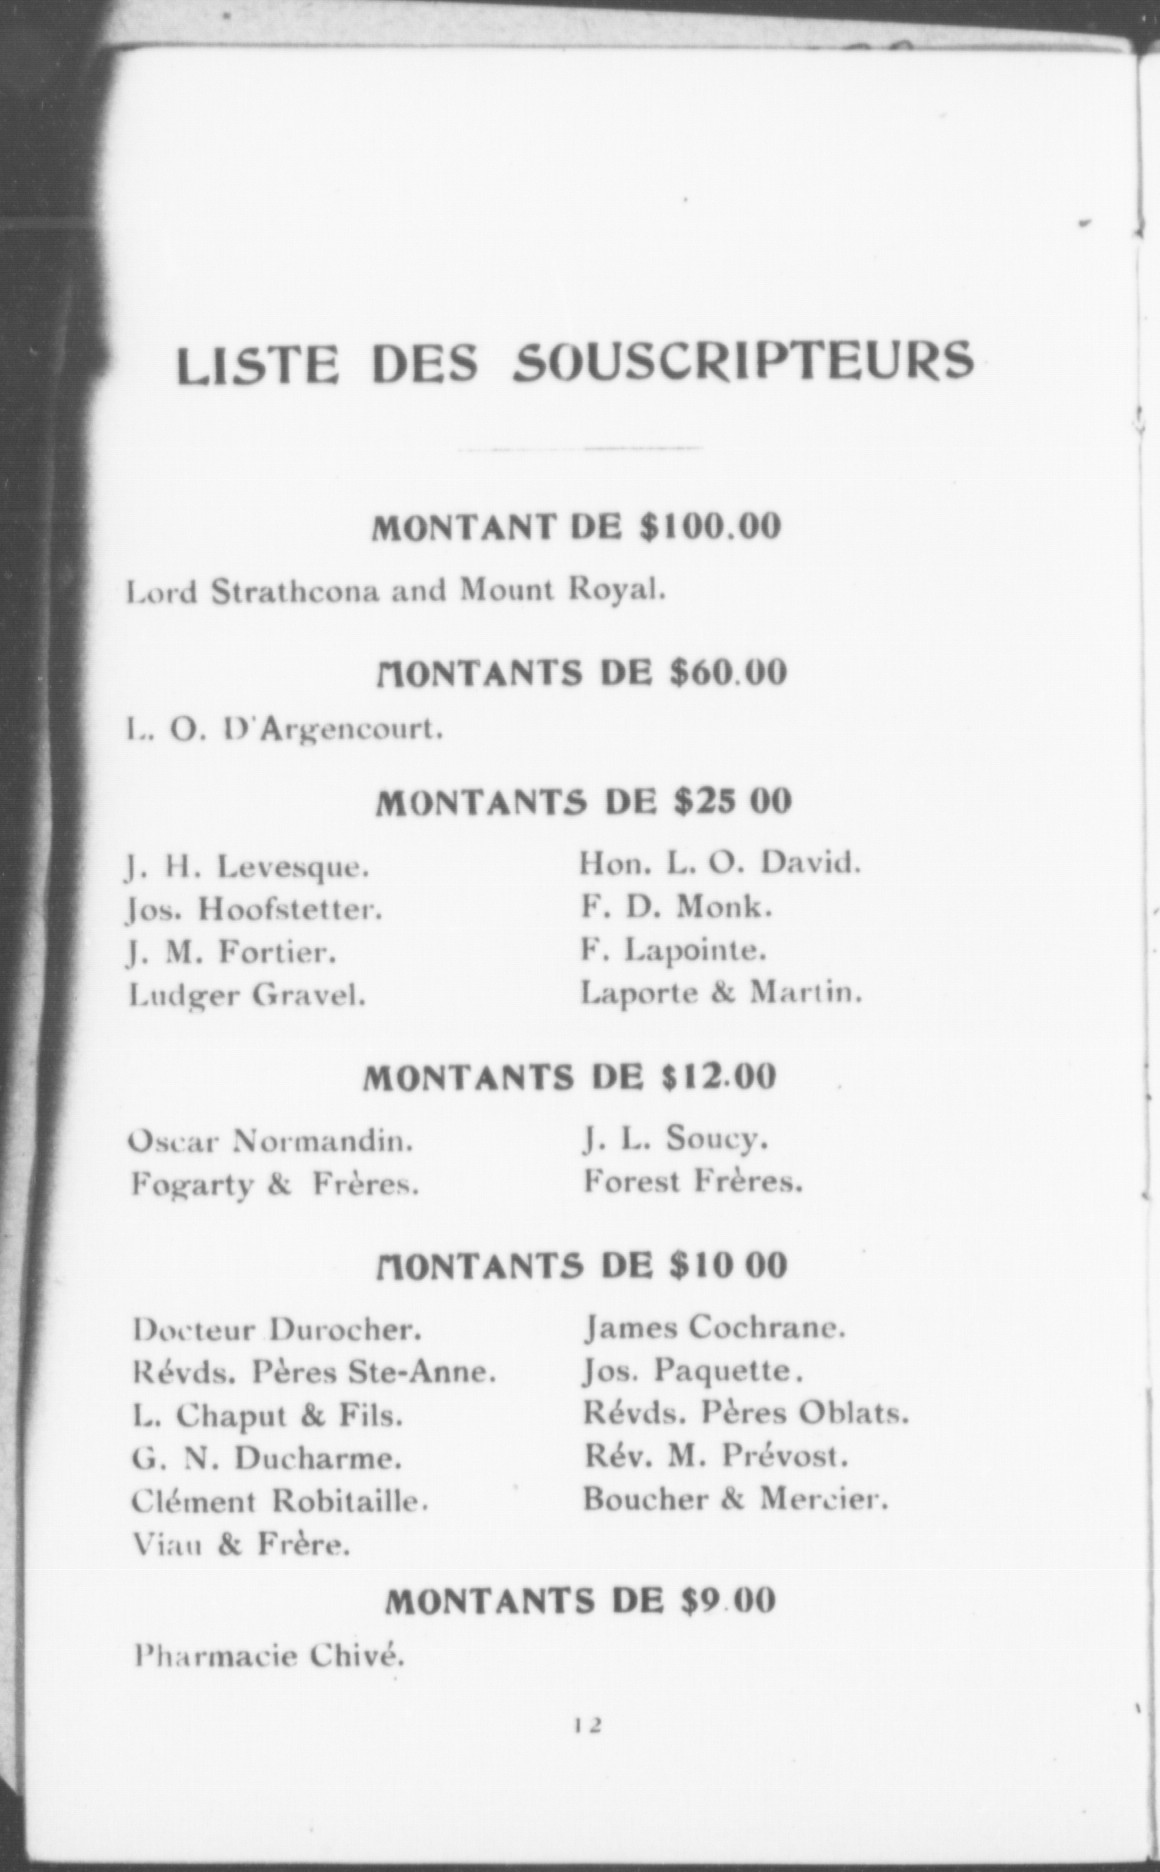 LISTE DES SOUSCRIPTEURS
MONTANT DE $100.00
Lord Strathcona and Mount Royal.
MONTANTS DE $60.00
L. O. D'Argencourt.
MONTANTS DE $25 00
J. H. Levesque.
Jos. Hoofstetter.
J. M. Fortier.
Ludger Gravel.
Hon. L. O. David.
F. D. Monk.
F. Lapointe.
Laporte & Martin.
MONTANTS DE $12.00
Oscar Normandin.
Fogarty & Frères.
J. L. Soucy.
Forest Frères.
MONTANTS DE $10 00
Docteur Durocher.
Révds. Pères Ste-Anne.
L. Chaput & Fils.
G. N. Ducharme.
Clément Robitaille.
Viau & Frère.
James Cochrane.
Jos. Paquette.
Révds. Pères Oblats.
Rév. M. Prévost.
Boucher & Mercier.
MONTANTS DE $9.00
Pharmacie Chivé.
12